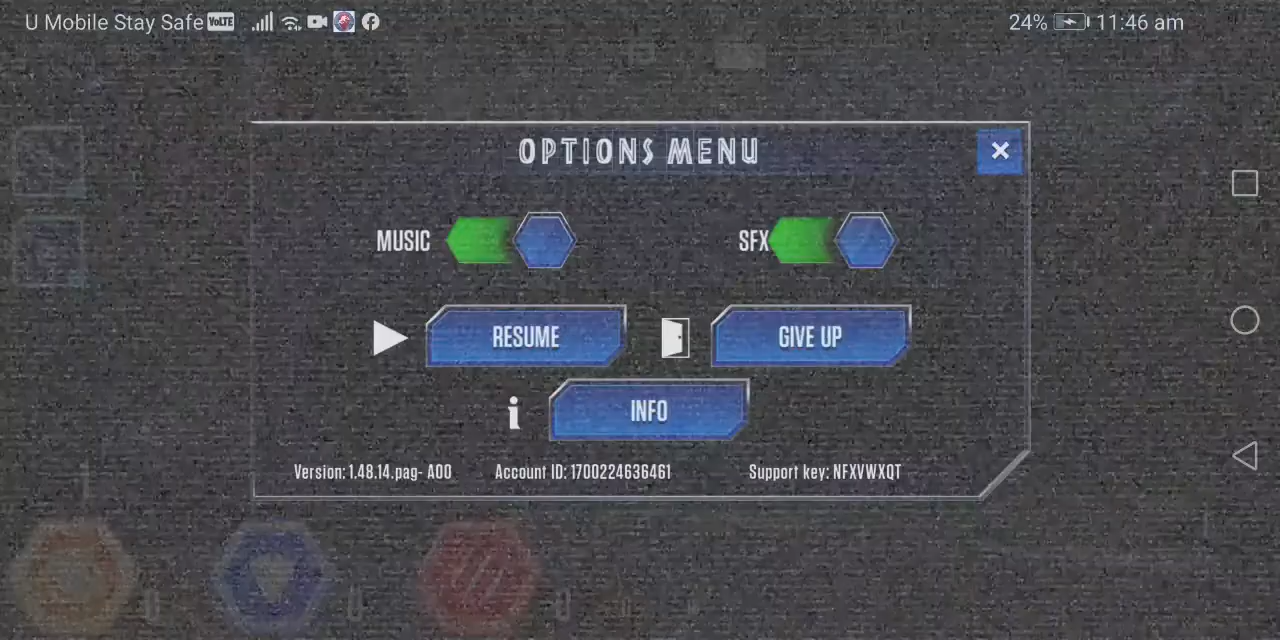 U Mobile Stay Safe VoLTE 24% 11:46 am
OPTIONS MENU
MUSIC SFX
RESUME GIVE UP
INFO
Version: 1.48.14.pag- A00 Account ID: 1700224636461 Support key: NFXVWXQT